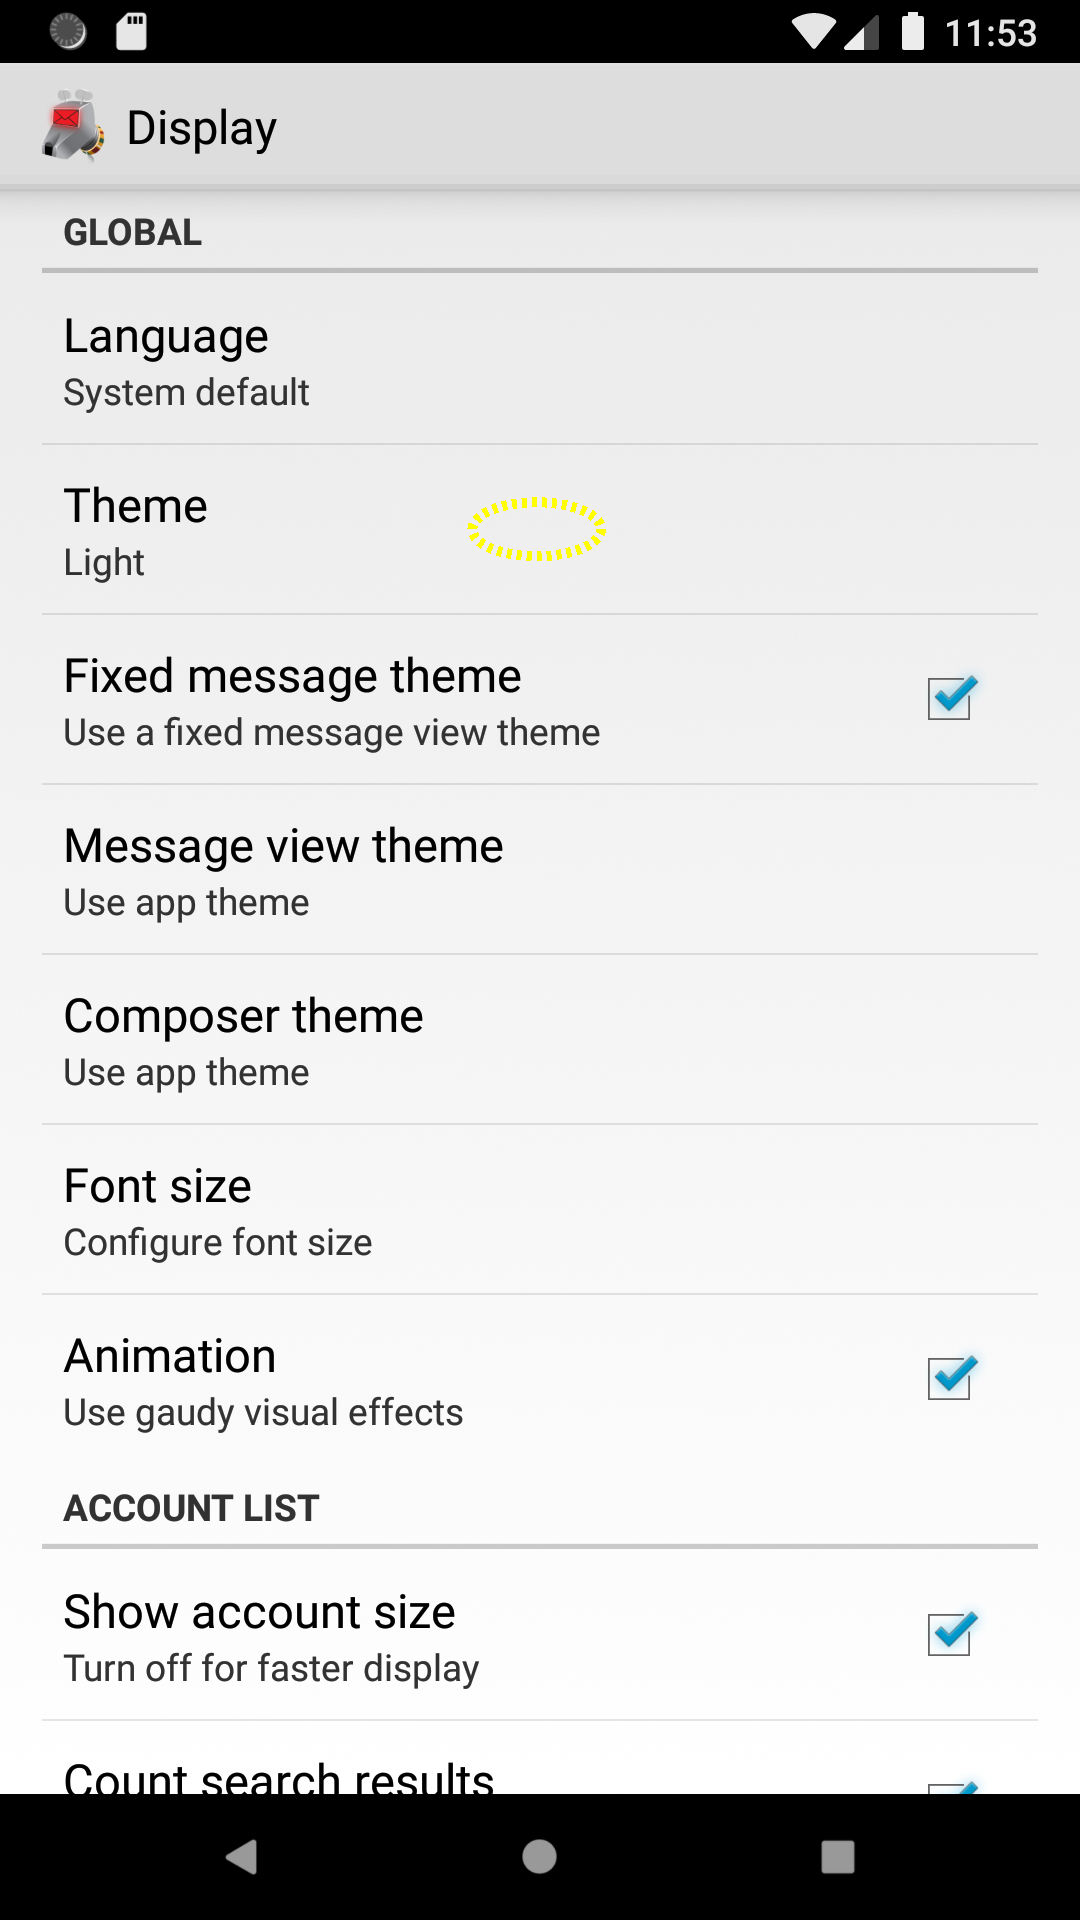 11:53
Display
GLOBAL
Language
System default
Theme
Light
Fixed message theme
Use a fixed message view theme
Message view theme
Use app theme
Composer theme
Use app theme
Font size
Configure font size
Animation
Use gaudy visual effects
ACCOUNT LIST
Show account size
Turn off for faster display
Count search results